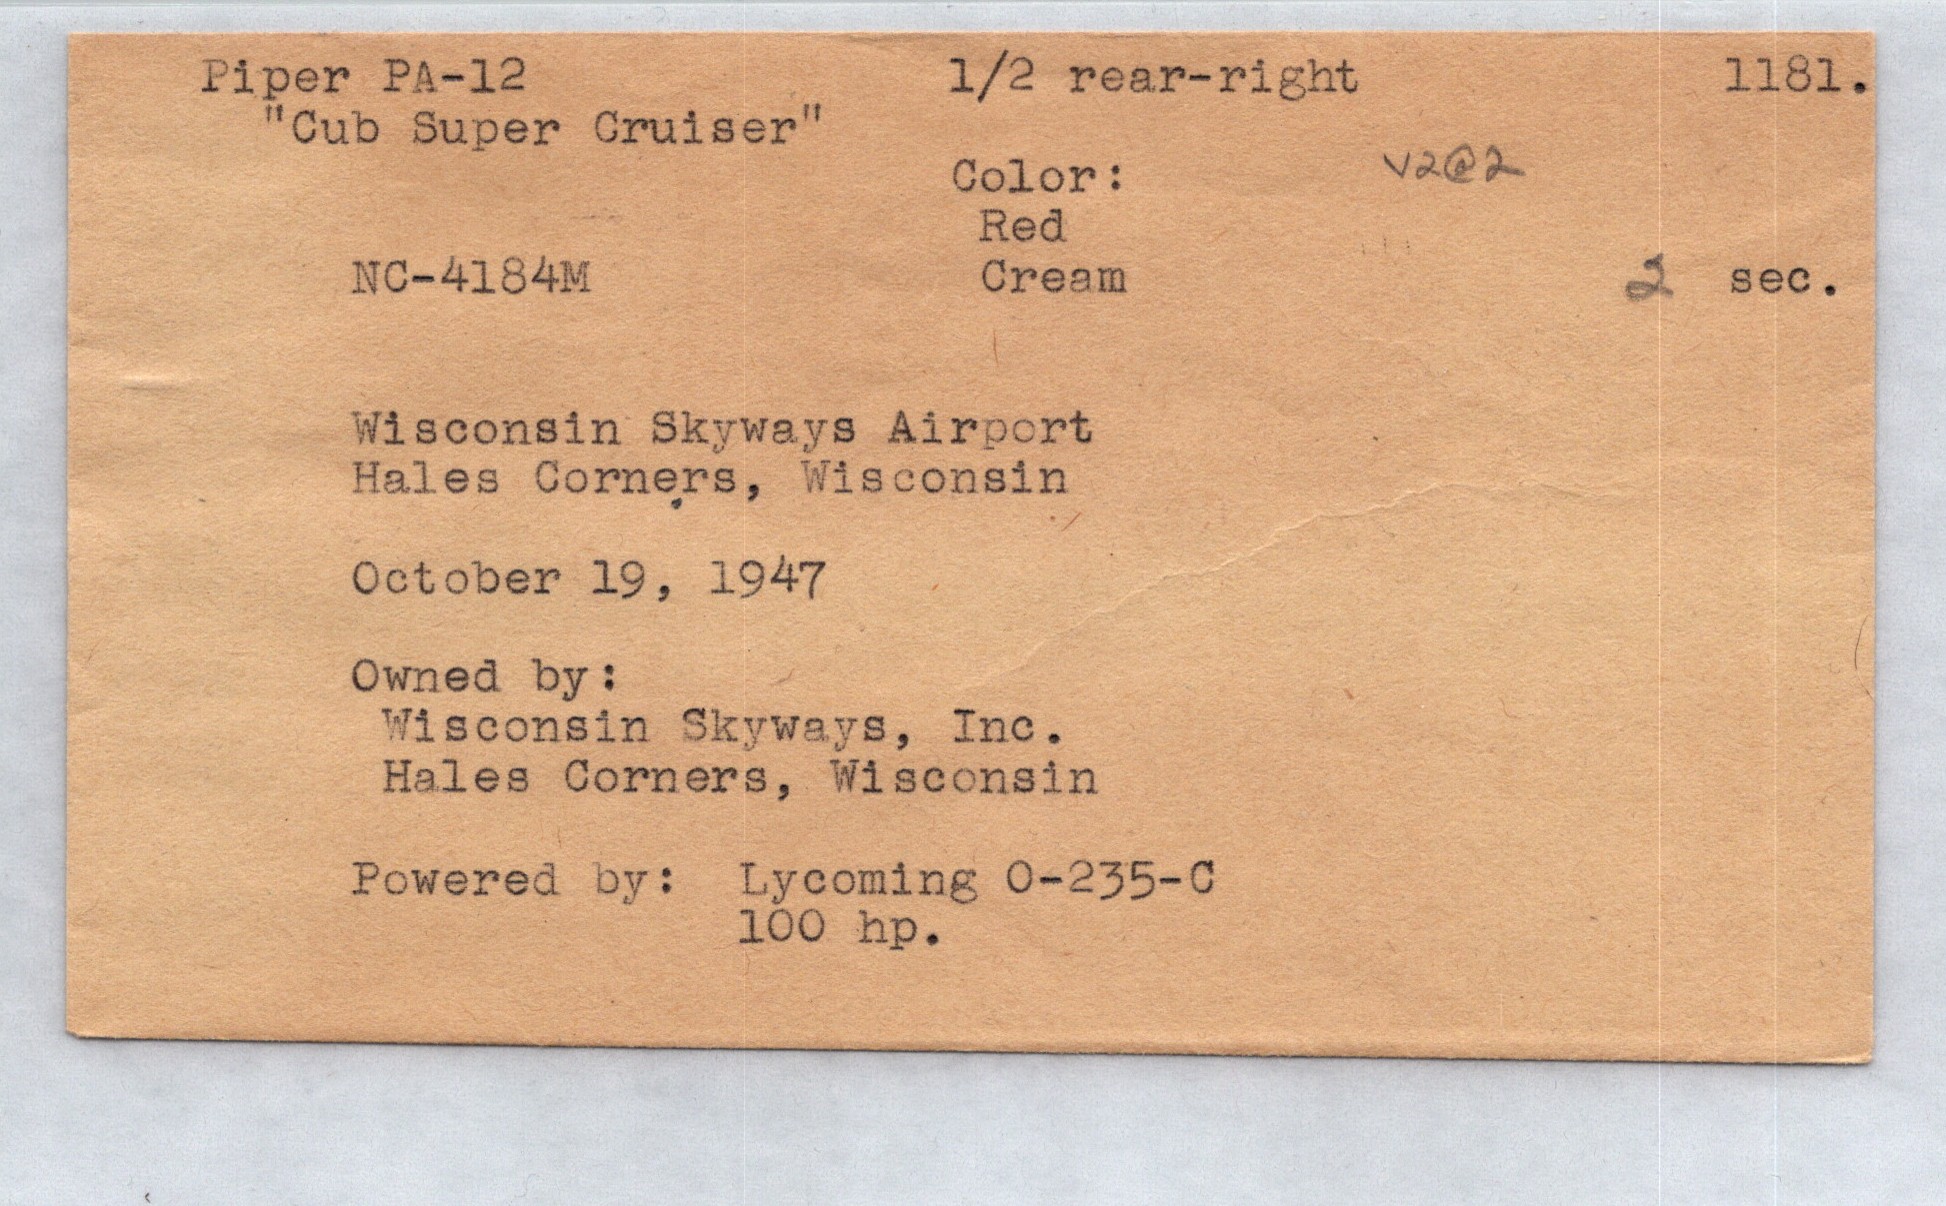 Piper PA-12 1/2 rear-right 1181.
"Cub Super Cruiser"
Color: V2@2
Red
NC-4184M Cream 2 sec.
Wisconsin Skyways Airport
Hales Corners, Wisconsin
October 19, 1947
Owned by:
Wisconsin Skyways, Inc.
Hales Corners, Wisconsin
Powered by: Lycoming O-235-C
100 hp.